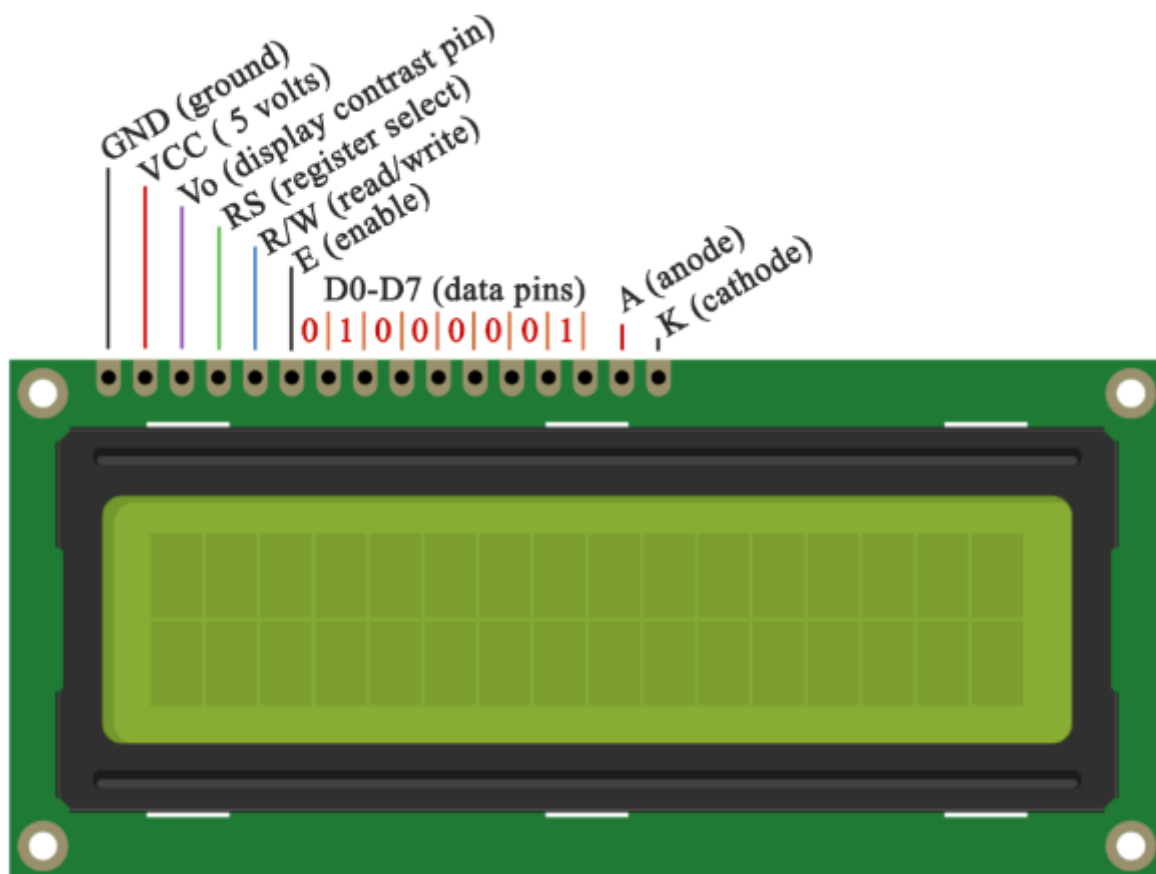 GND (ground)
VCC ( 5 volts)
Vo (display contrast pin)
RS (register select)
R/W (read/write)
E (enable)
D0-D7 (data pins)
0 1 0 0 0 0 0 1
A (anode)
K (cathode)